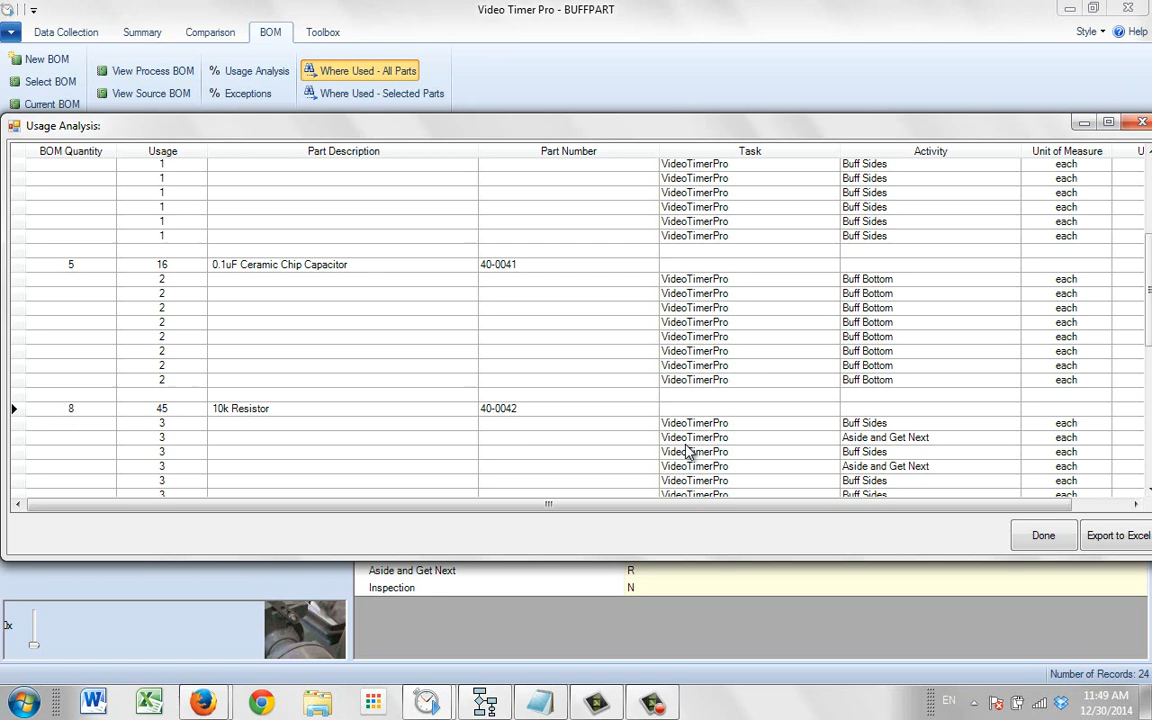 Video Timer Pro - BUFFPART
Data Collection Summary Comparison BOM Toolbox Style Help
New BOM View Process BOM % Usage Analysis Where Used - All Parts
Select BOM View Source BOM % Exceptions Where Used - Selected Parts
Current BOM
Usage Analysis:
BOM Quantity Usage Part Description Part Number Task Activity Unit of Measure U
1 VideoTimerPro Buff Sides each
1 VideoTimerPro Buff Sides each
1 VideoTimerPro Buff Sides each
1 VideoTimerPro Buff Sides each
1 VideoTimerPro Buff Sides each
1 VideoTimerPro Buff Sides each
5 16 0.1uF Ceramic Chip Capacitor 40-0041
2 VideoTimerPro Buff Bottom each
2 VideoTimerPro Buff Bottom each
2 VideoTimerPro Buff Bottom each
2 VideoTimerPro Buff Bottom each
2 VideoTimerPro Buff Bottom each
2 VideoTimerPro Buff Bottom each
2 VideoTimerPro Buff Bottom each
2 VideoTimerPro Buff Bottom each
8 45 10k Resistor 40-0042
3 VideoTimerPro Buff Sides each
3 VideoTimerPro Aside and Get Next each
3 VideoTimerPro Buff Sides each
3 VideoTimerPro Aside and Get Next each
3 VideoTimerPro Buff Sides each
3 VideoTimerPro Buff Sides each
Done Export to Excel
Aside and Get Next R
Inspection N
0x
Number of Records: 24
EN 11:49 AM
12/30/2014